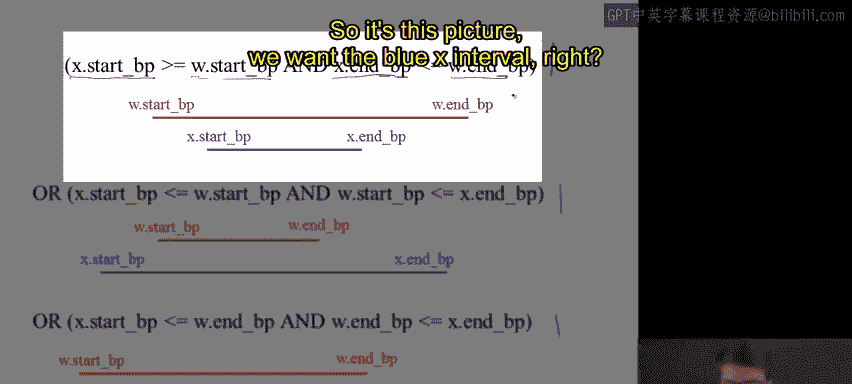 GPT中英字幕课程资源@bilibili.com
So it's this picture,
we want the blue x interval, right?
(x.start_bp >= w.start_bp AND x.end_bp <= w.end_bp)
w.start_bp w.end_bp
x.start_bp x.end_bp
OR (x.start_bp <= w.start_bp AND w.start_bp <= x.end_bp)
w.start_bp w.end_bp
x.start_bp x.end_bp
OR (x.start_bp <= w.end_bp AND w.end_bp <= x.end_bp)
w.start_bp w.end_bp